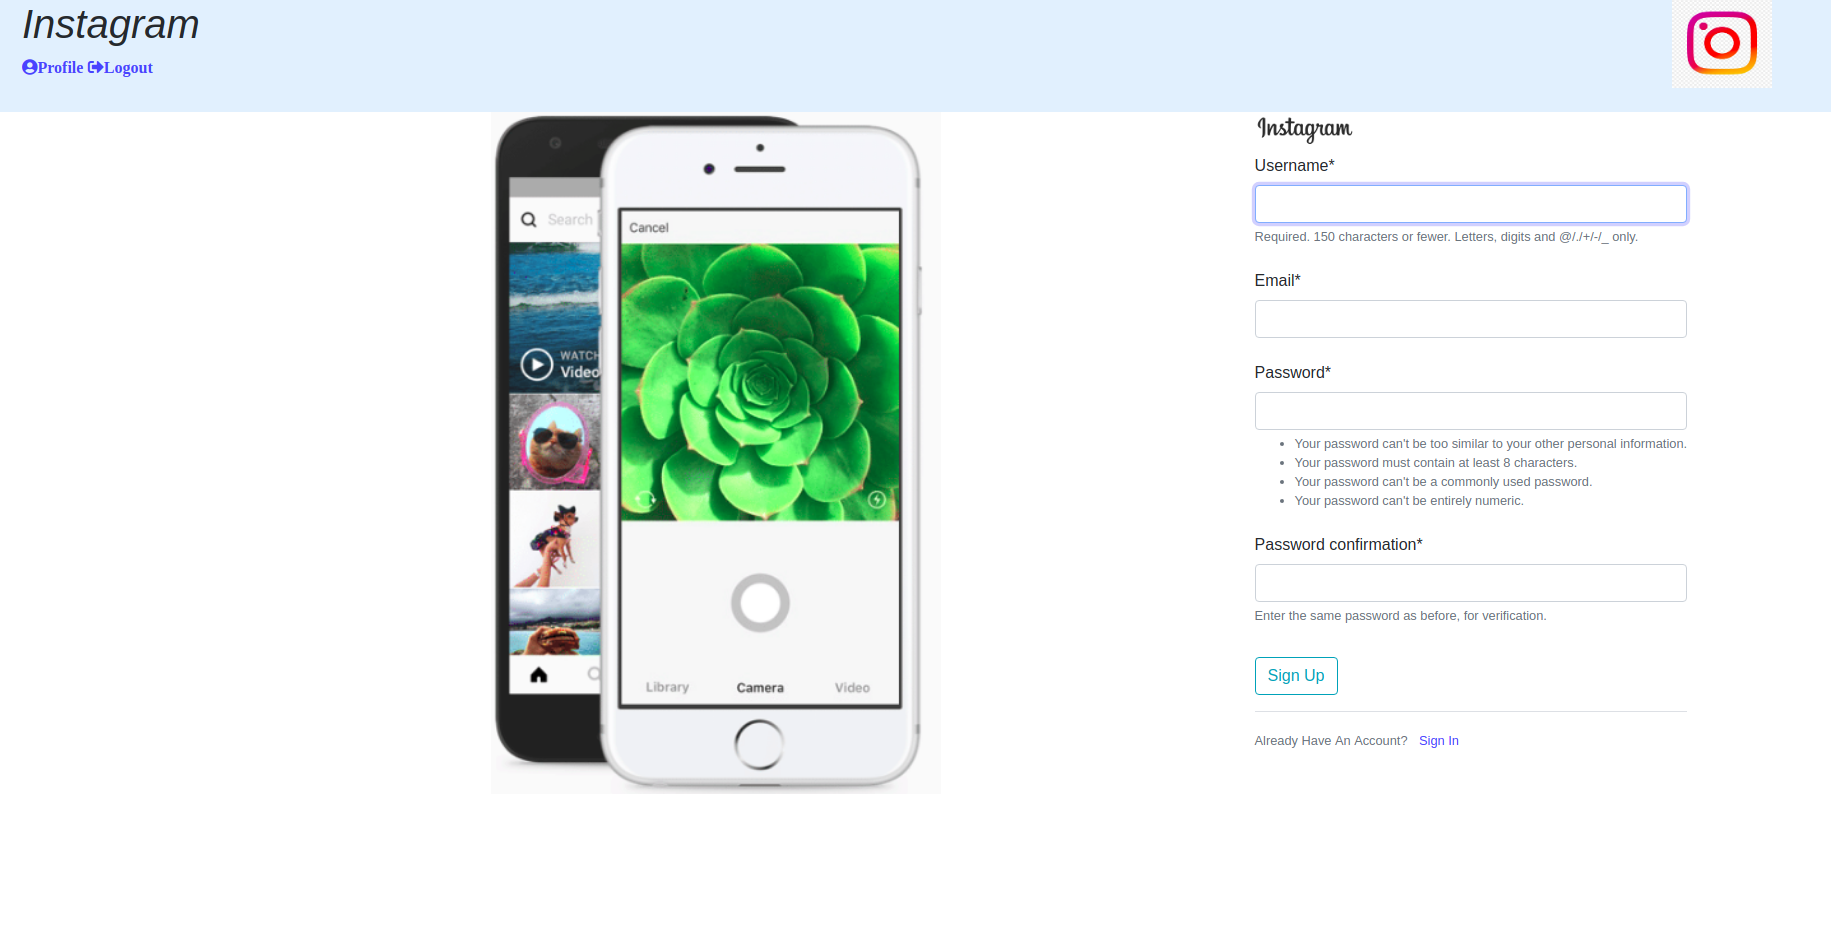 Instagram
Profile Logout
Search
WATCH
Video
Cancel
Library Camera Video
Instagram
Username*
Required. 150 characters or fewer. Letters, digits and @/./+/-/_ only.
Email*
Password*
Your password can't be too similar to your other personal information.
Your password must contain at least 8 characters.
Your password can't be a commonly used password.
Your password can't be entirely numeric.
Password confirmation*
Enter the same password as before, for verification.
Sign Up
Already Have An Account? Sign In